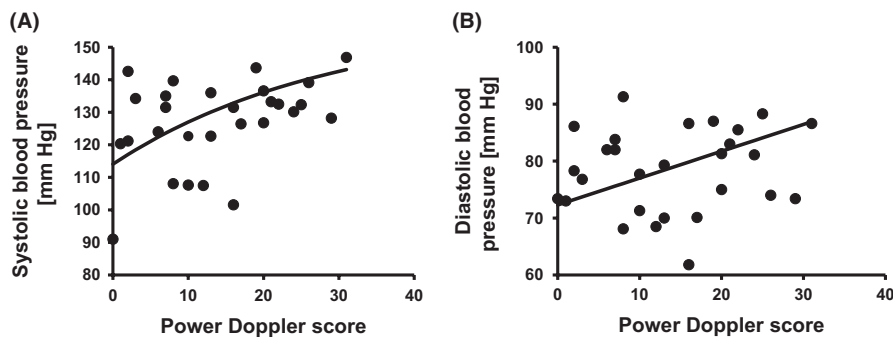 (A)
Systolic blood pressure
[mm Hg]
150
140
130
120
110
100
90
80
0
10
20
30
40
Power Doppler score
(B)
Diastolic blood
pressure [mm Hg]
100
90
80
70
60
0
10
20
30
40
Power Doppler score